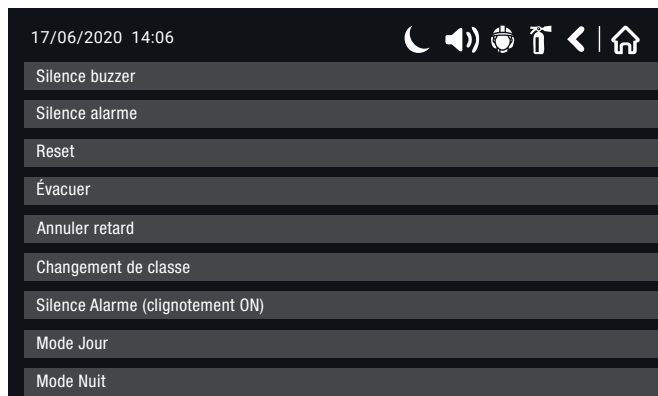 17/06/2020 14:06
Silence buzzer
Silence alarme
Reset
Évacuer
Annuler retard
Changement de classe
Silence Alarme (clignotement ON)
Mode Jour
Mode Nuit